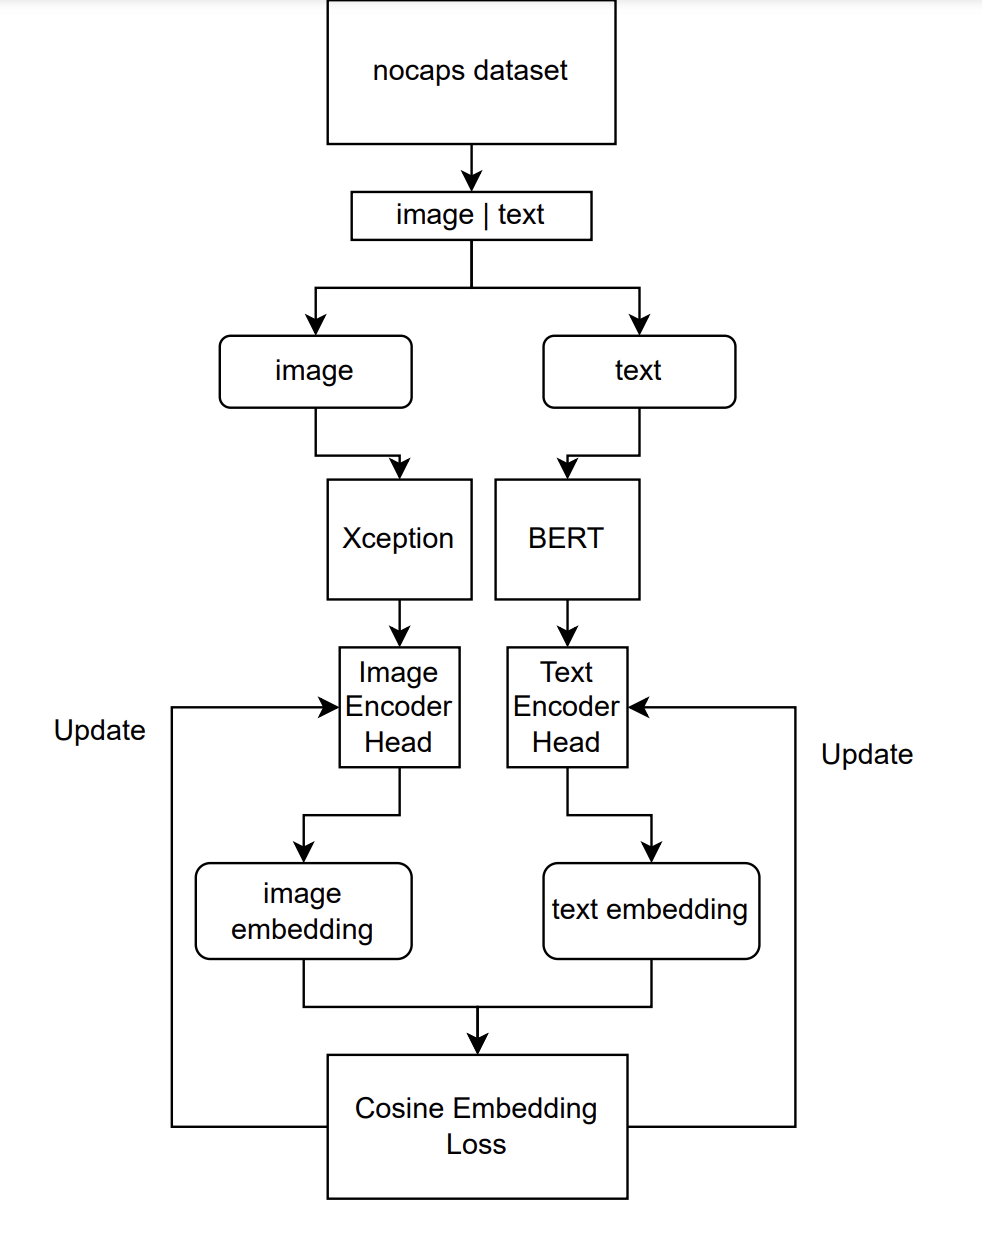 nocaps dataset
image | text
image
text
Xception
BERT
Image
Encoder
Head
Text
Encoder
Head
Update
Update
image
embedding
text embedding
Cosine Embedding
Loss